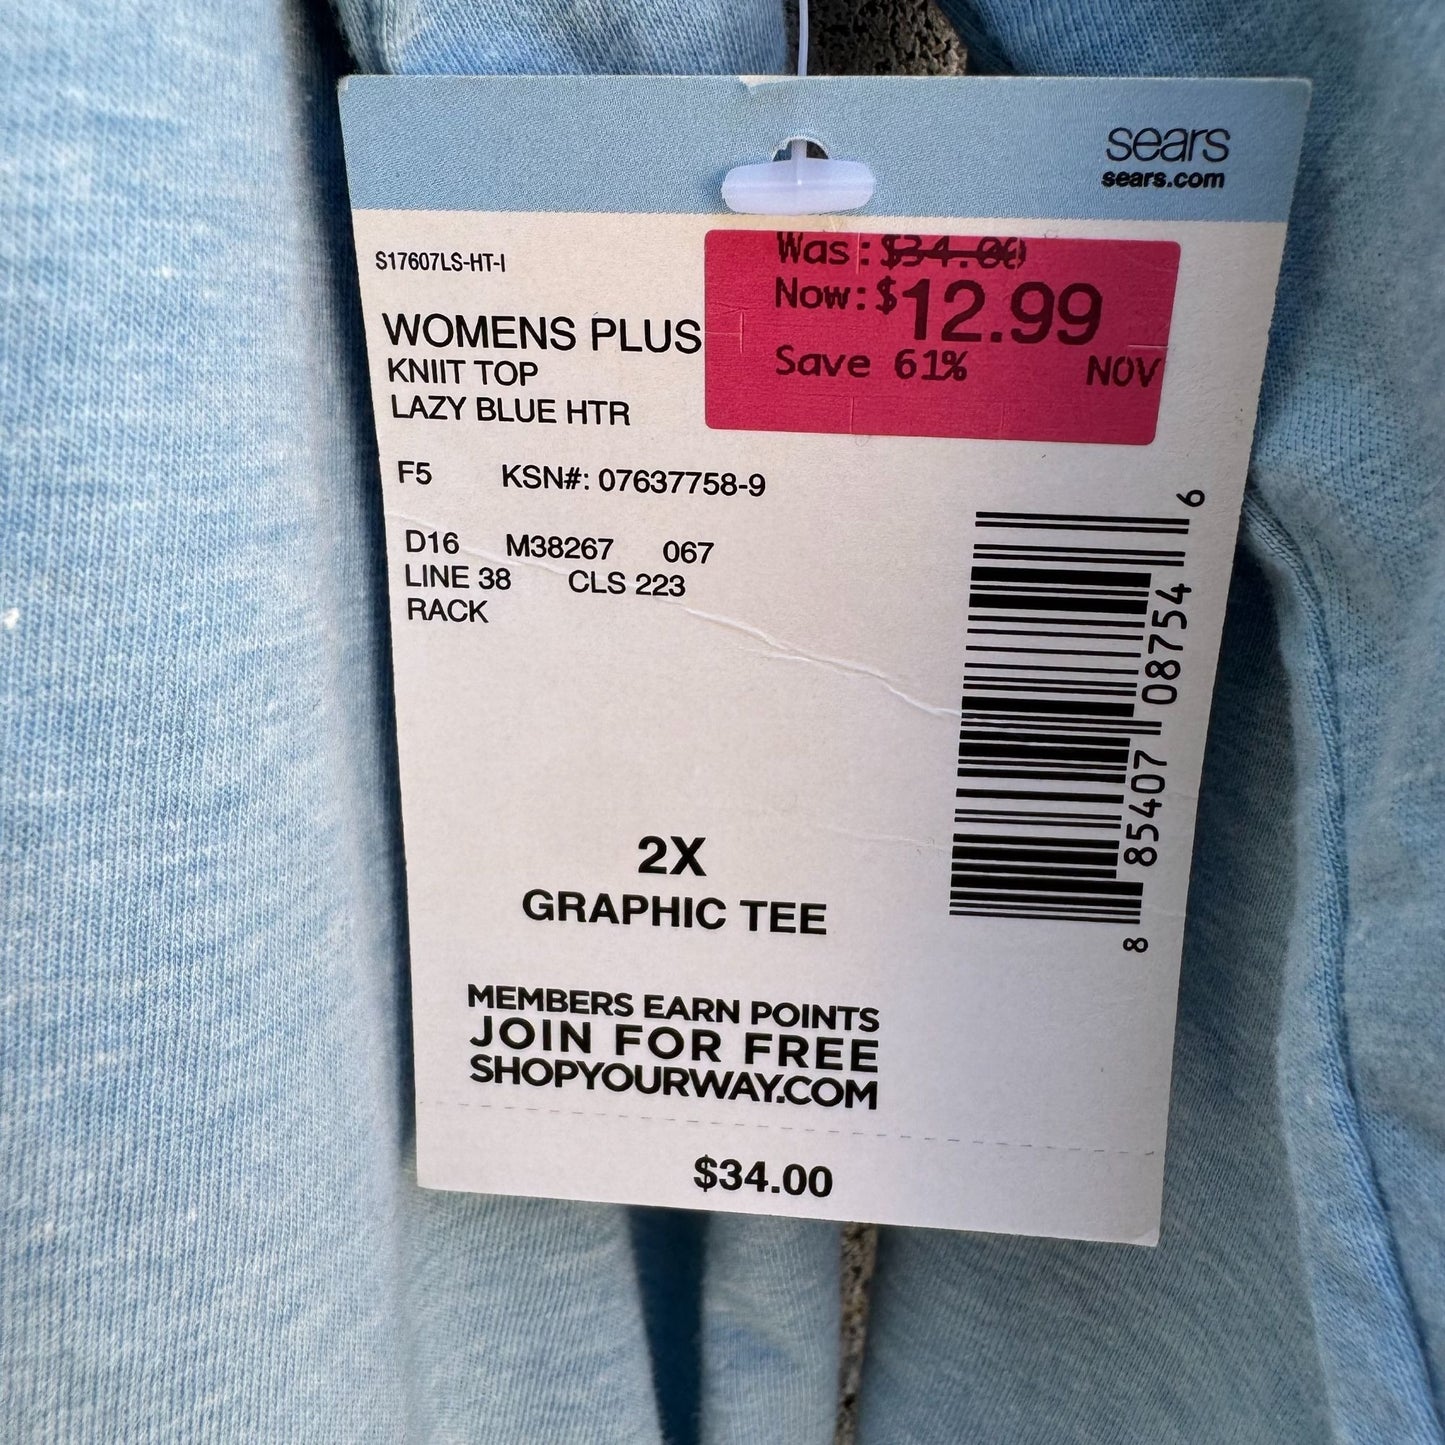 sears
sears.com
S17607LS-HT-I
Was: $34.00
Now: $12.99
Save 61% NOV
WOMENS PLUS
KNIIT TOP
LAZY BLUE HTR
F5 KSN#: 07637758-9
D16 M38267 067
LINE 38 CLS 223
RACK
8 85407 08754 6
2X
GRAPHIC TEE
MEMBERS EARN POINTS
JOIN FOR FREE
SHOPYOURWAY.COM
$34.00